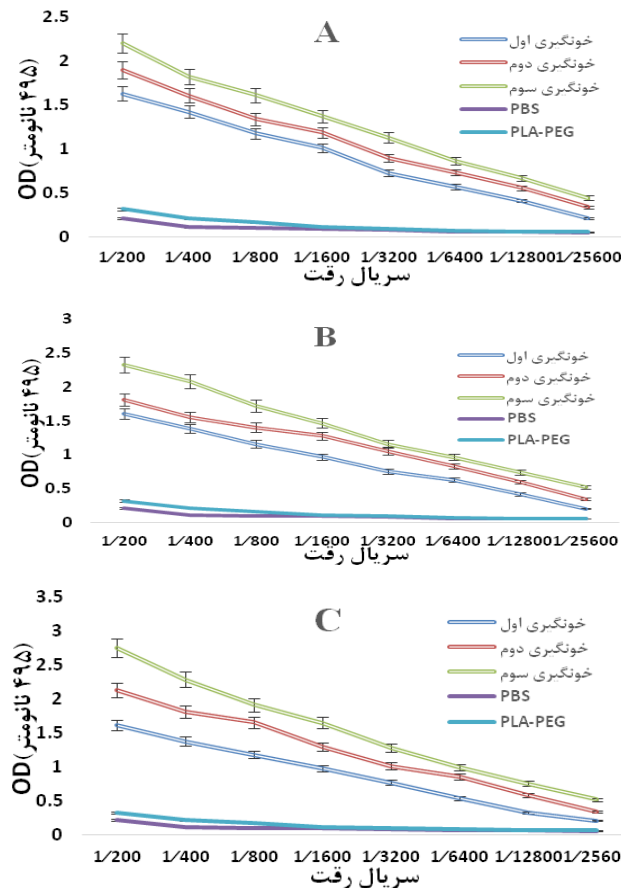 A
2.5
2
1.5
1
0.5
0
OD(۴۹۵ نانومتر)
خونگیری اول
خونگیری دوم
خونگیری سوم
PBS
PLA-PEG
1/200 1/400 1/800 1/1600 1/3200 1/6400 1/12800 1/25600
سریال رقت
B
3
2.5
2
1.5
1
0.5
0
OD(۴۹۵ نانومتر)
خونگیری اول
خونگیری دوم
خونگیری سوم
PBS
PLA-PEG
1/200 1/400 1/800 1/1600 1/3200 1/6400 1/12800 1/25600
سریال رقت
C
3.5
3
2.5
2
1.5
1
0.5
0
OD(۴۹۵ نانومتر)
خونگیری اول
خونگیری دوم
خونگیری سوم
PBS
PLA-PEG
1/200 1/400 1/800 1/1600 1/3200 1/6400 1/12800 1/2560
سریال رقت